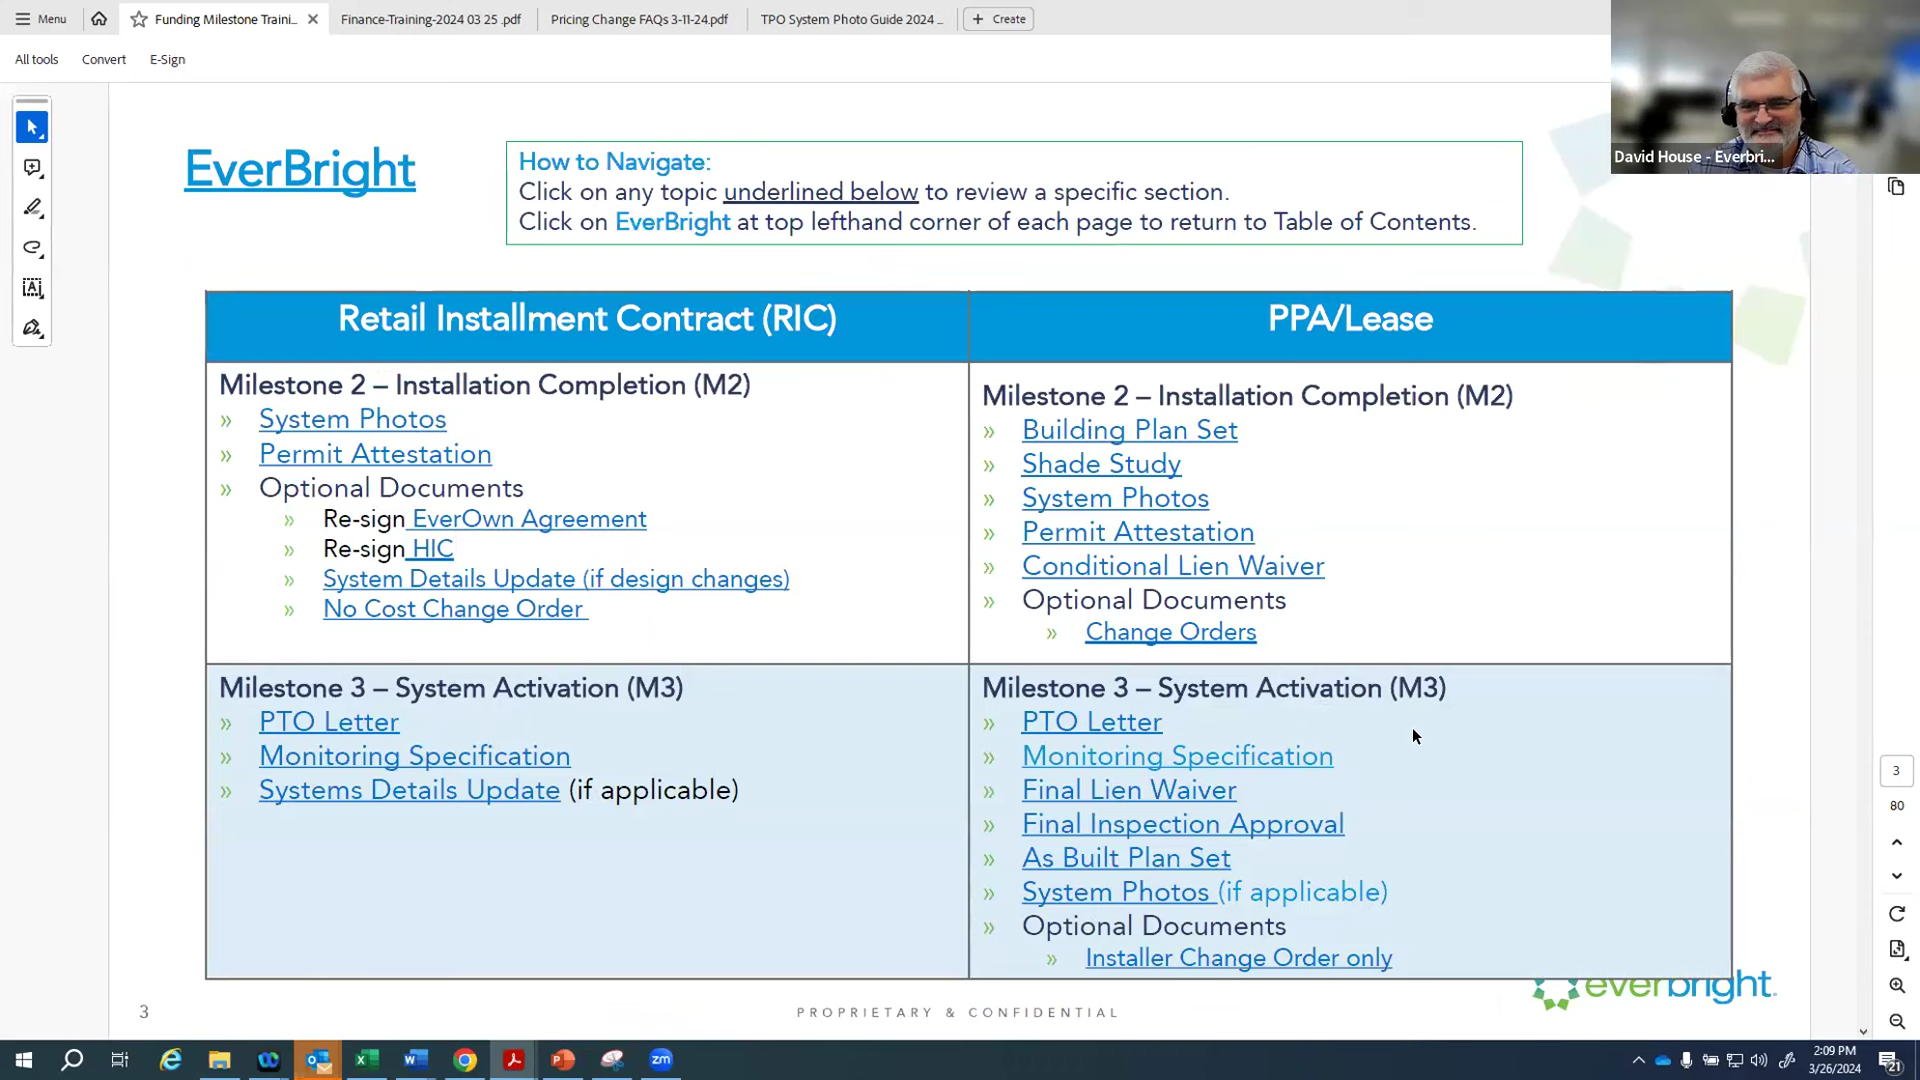 Menu
Funding Milestone Traini...
Finance-Training-2024 03 25 .pdf
Pricing Change FAQs 3-11-24.pdf
TPO System Photo Guide 2024 ...
+ Create
All tools
Convert
E-Sign
David House - Everbri...
EverBright
How to Navigate:
Click on any topic underlined below to review a specific section.
Click on EverBright at top lefthand corner of each page to return to Table of Contents.
Retail Installment Contract (RIC)
Milestone 2 – Installation Completion (M2)
» System Photos
» Permit Attestation
» Optional Documents
» Re-sign EverOwn Agreement
» Re-sign HIC
» System Details Update (if design changes)
» No Cost Change Order
PPA/Lease
Milestone 2 – Installation Completion (M2)
» Building Plan Set
» Shade Study
» System Photos
» Permit Attestation
» Conditional Lien Waiver
» Optional Documents
» Change Orders
Milestone 3 – System Activation (M3)
» PTO Letter
» Monitoring Specification
» Systems Details Update (if applicable)
Milestone 3 – System Activation (M3)
» PTO Letter
» Monitoring Specification
» Final Lien Waiver
» Final Inspection Approval
» As Built Plan Set
» System Photos (if applicable)
» Optional Documents
» Installer Change Order only
everbright.
3
PROPRIETARY & CONFIDENTIAL
3
80
2:09 PM
3/26/2024
21
zm